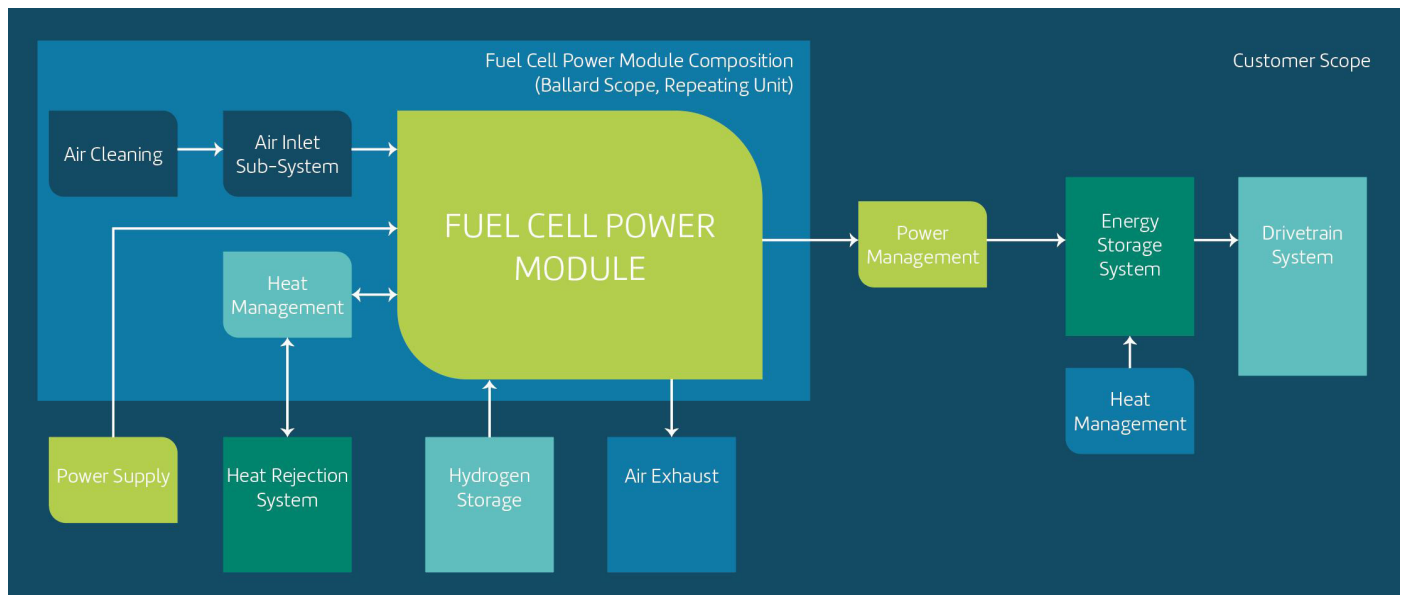 Fuel Cell Power Module Composition
(Ballard Scope, Repeating Unit)
Customer Scope
Air Cleaning
Air Inlet
Sub-System
FUEL CELL POWER
MODULE
Heat
Management
Power
Management
Energy
Storage
System
Drivetrain
System
Heat
Management
Power Supply
Heat Rejection
System
Hydrogen
Storage
Air Exhaust